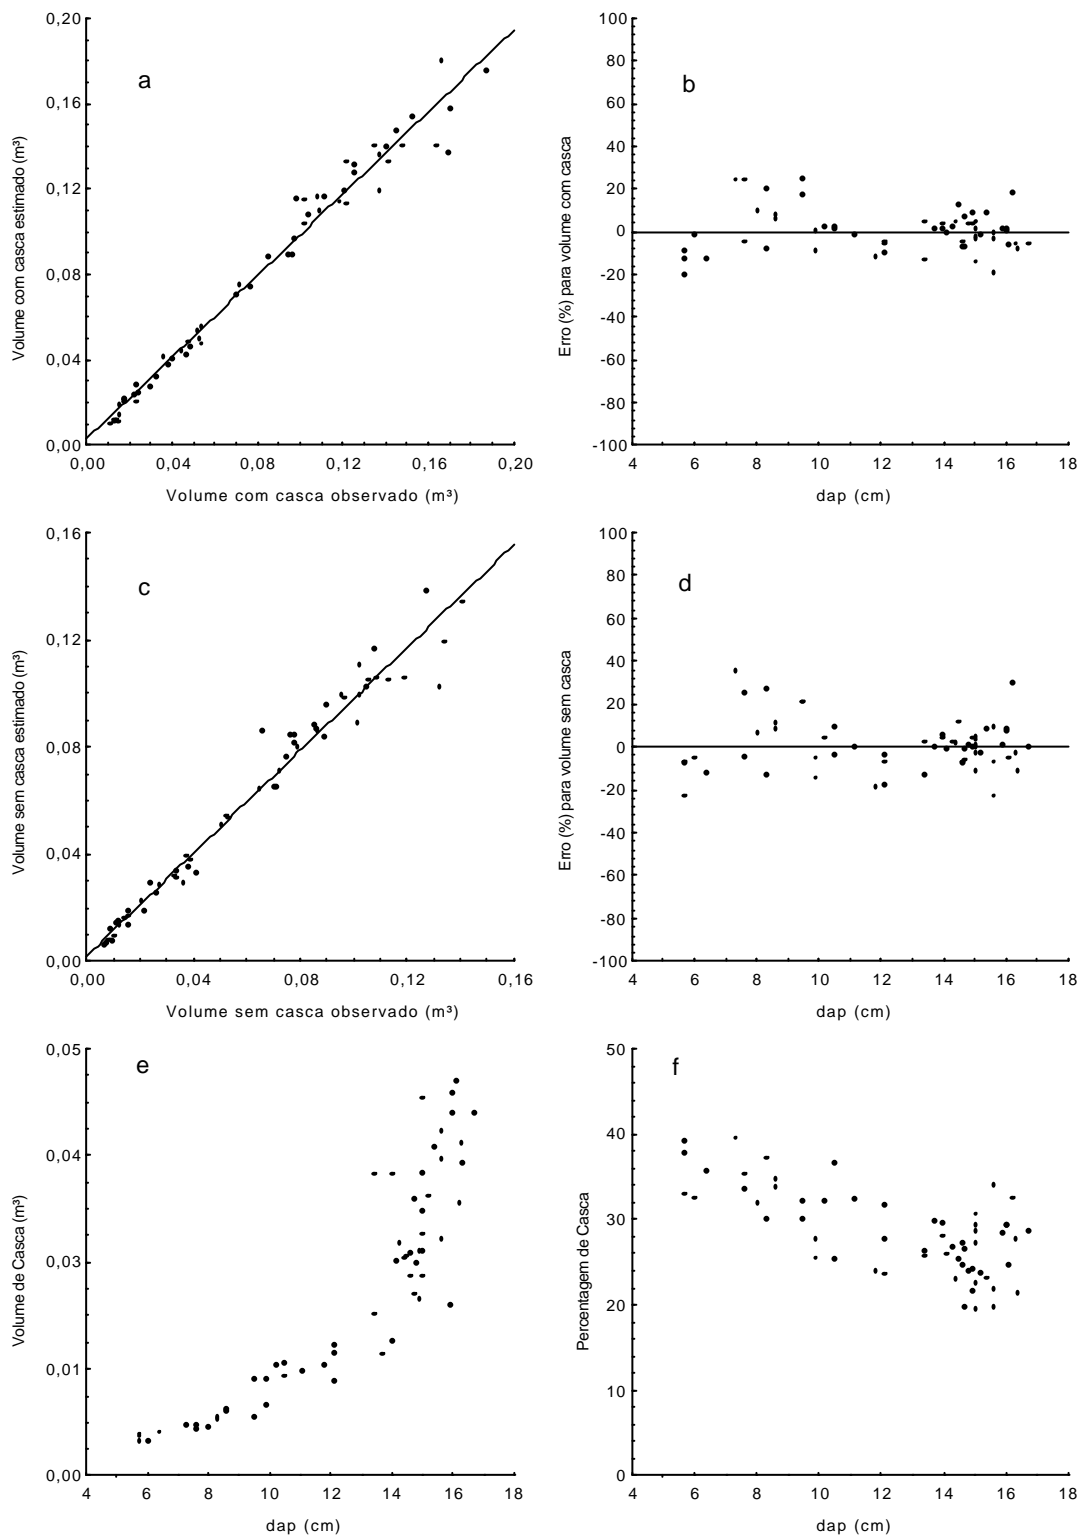 0,20
0,16
0,12
0,08
0,04
0,00
0,00 0,04 0,08 0,12 0,16 0,20
Volume com casca estimado (m³)
Volume com casca observado (m³)
a
100
80
60
40
20
0
-20
-40
-60
-80
-100
4 6 8 10 12 14 16 18
Erro (%) para volume com casca
dap (cm)
b
0,16
0,12
0,08
0,04
0,00
0,00 0,04 0,08 0,12 0,16
Volume sem casca estimado (m³)
Volume sem casca observado (m³)
c
100
80
60
40
20
0
-20
-40
-60
-80
-100
4 6 8 10 12 14 16 18
Erro (%) para volume sem casca
dap (cm)
d
0,05
0,04
0,03
0,01
0,00
4 6 8 10 12 14 16 18
Volume de Casca (m³)
dap (cm)
e
50
40
30
20
10
0
4 6 8 10 12 14 16 18
Percentagem de Casca
dap (cm)
f